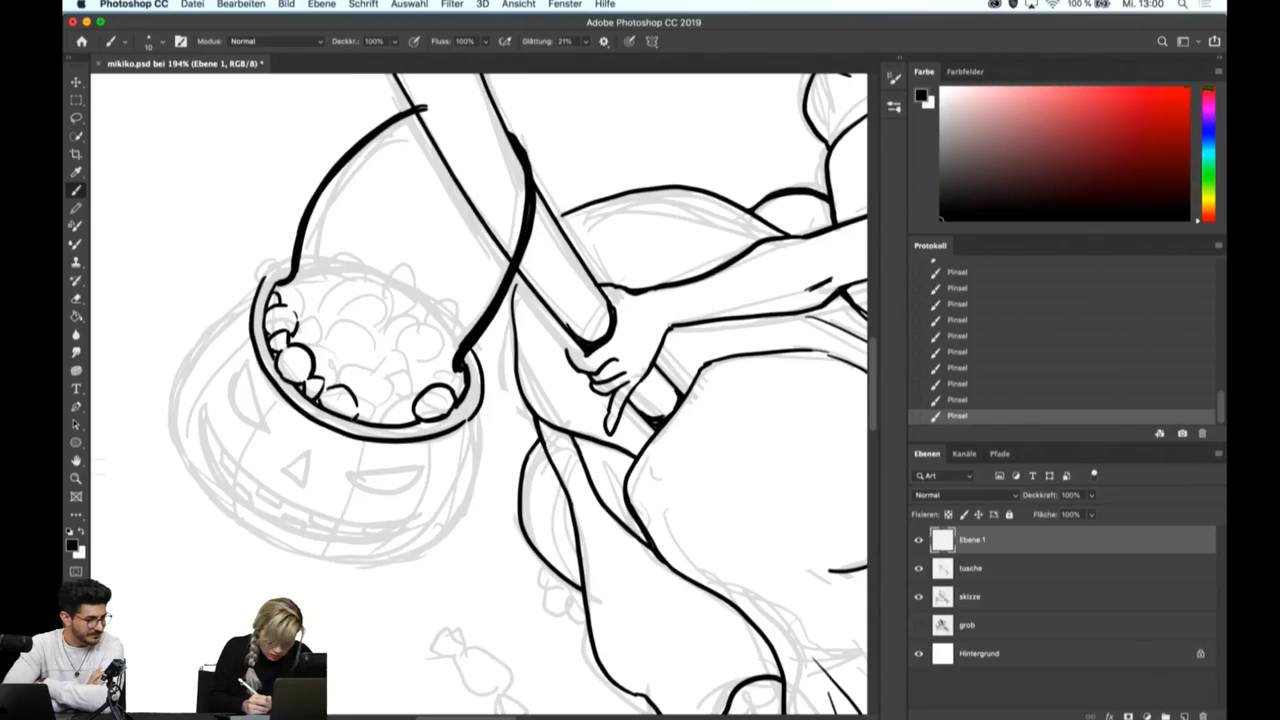 Photoshop CC Datei Bearbeiten Bild Ebene Schrift Auswahl Filter 3D Ansicht Fenster Hilfe 100 % Mi. 13:00
Adobe Photoshop CC 2019
10 Modus: Normal Deckkr.: 100% Fluss: 100% Glättung: 21%
mikiko.psd bei 194% (Ebene 1, RGB/8) *
Farbe Farbfelder
Protokoll
Pinsel
Pinsel
Pinsel
Pinsel
Pinsel
Pinsel
Pinsel
Pinsel
Pinsel
Pinsel
Ebenen Kanäle Pfade
Art
Normal Deckkraft: 100%
Fixieren: Fläche: 100%
Ebene 1
tusche
skizze
grob
Hintergrund
fx